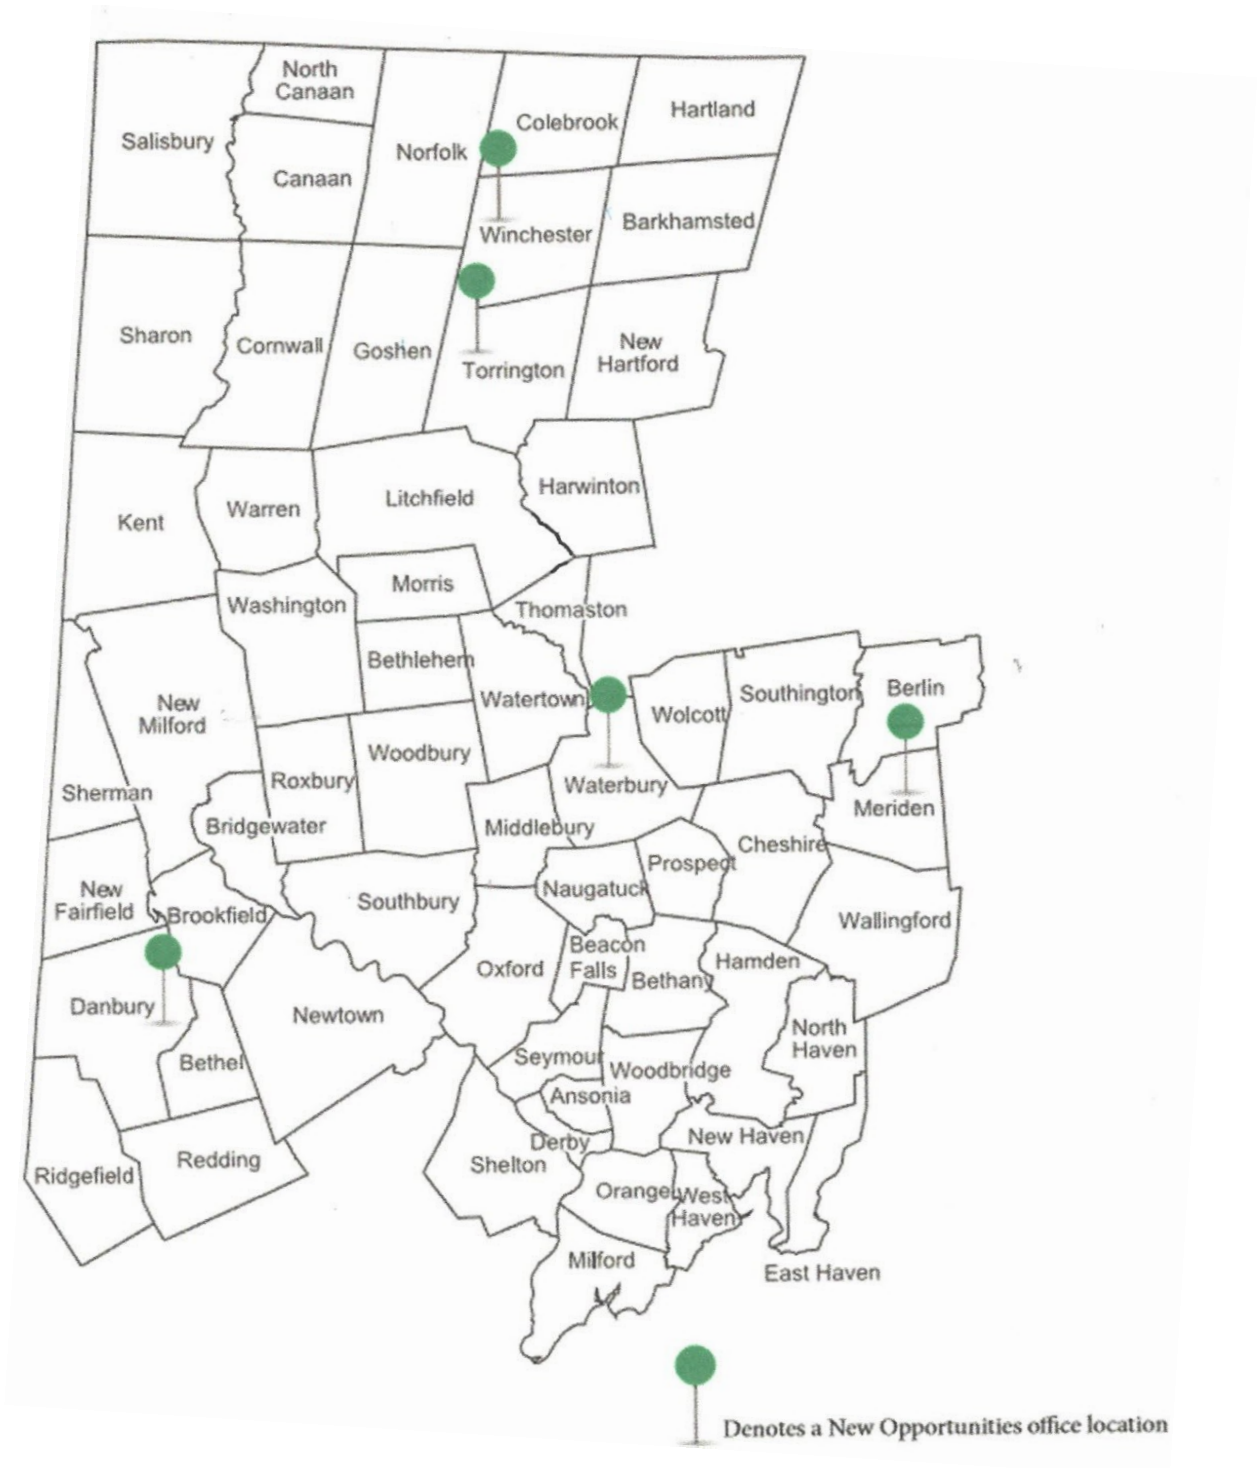 North
Canaan
Hartland
Colebrook
Salisbury
Norfolk
Canaan
Barkhamsted
Winchester
Sharon
Cornwall
Goshen
New
Hartford
Torrington
Harwinton
Litchfield
Warren
Kent
Morris
Washington
Thomaston
Bethlehem
Watertown
New
Milford
Wolcott
Southington
Berlin
Woodbury
Roxbury
Sherman
Waterbury
Meriden
Bridgewater
Middlebury
Cheshire
Prospect
Naugatuck
New
Fairfield
Brookfield
Southbury
Wallingford
Beacon
Falls
Oxford
Bethany
Hamden
Danbury
Newtown
North
Haven
Bethel
Seymour
Woodbridge
Ansonia
Derby
New Haven
Shelton
Ridgefield
Redding
Orange
West
Haven
Milford
East Haven
Denotes a New Opportunities office location